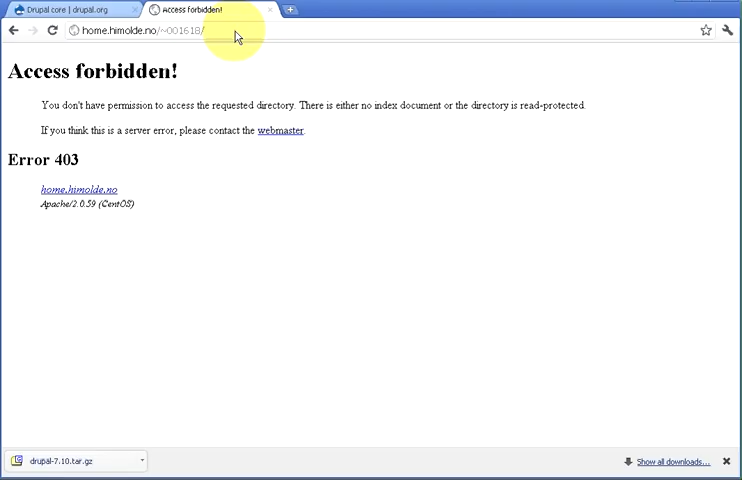 Drupal core | drupal.org
Access forbidden!
home.himolde.no/~001618/
Access forbidden!
You don't have permission to access the requested directory. There is either no index document or the directory is read-protected.
If you think this is a server error, please contact the webmaster.
Error 403
home.himolde.no
Apache/2.0.59 (CentOS)
drupal-7.10.tar.gz
Show all downloads...